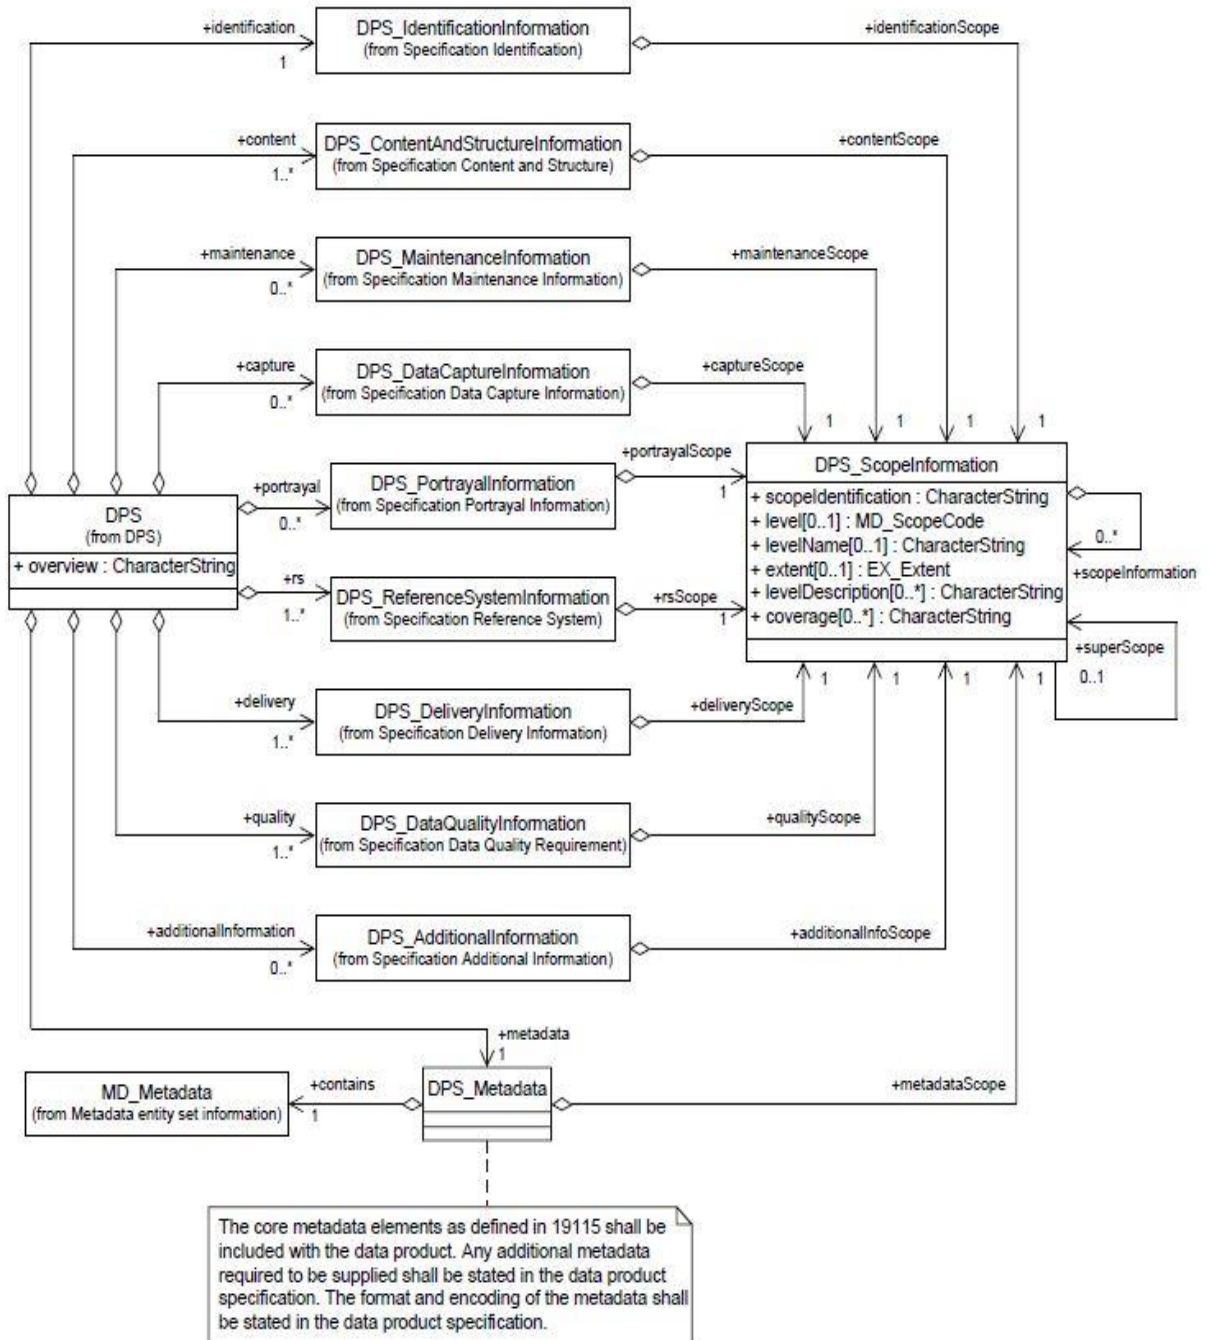 +identification
1
DPS_IdentificationInformation
(from Specification Identification)
+identificationScope
+content
1..*
DPS_ContentAndStructureInformation
(from Specification Content and Structure)
+contentScope
+maintenance
0..*
DPS_MaintenanceInformation
(from Specification Maintenance Information)
+maintenanceScope
+capture
0..*
DPS_DataCaptureInformation
(from Specification Data Capture Information)
+captureScope
1
1
1
1
DPS
(from DPS)
+ overview : CharacterString
+portrayal
0..*
DPS_PortrayalInformation
(from Specification Portrayal Information)
+portrayalScope
1
+rs
1..*
DPS_ReferenceSystemInformation
(from Specification Reference System)
+rsScope
1
DPS_ScopeInformation
+ scopeIdentification : CharacterString
+ level[0..1] : MD_ScopeCode
+ levelName[0..1] : CharacterString
+ extent[0..1] : EX_Extent
+ levelDescription[0..*] : CharacterString
+ coverage[0..*] : CharacterString
0..*
+scopeInformation
+superScope
0..1
1
1
1
1
+delivery
1..*
DPS_DeliveryInformation
(from Specification Delivery Information)
+deliveryScope
+quality
1..*
DPS_DataQualityInformation
(from Specification Data Quality Requirement)
+qualityScope
+additionalInformation
0..*
DPS_AdditionalInformation
(from Specification Additional Information)
+additionalInfoScope
+metadata
1
MD_Metadata
(from Metadata entity set information)
+contains
1
DPS_Metadata
+metadataScope
The core metadata elements as defined in 19115 shall be
included with the data product. Any additional metadata
required to be supplied shall be stated in the data product
specification. The format and encoding of the metadata shall
be stated in the data product specification.